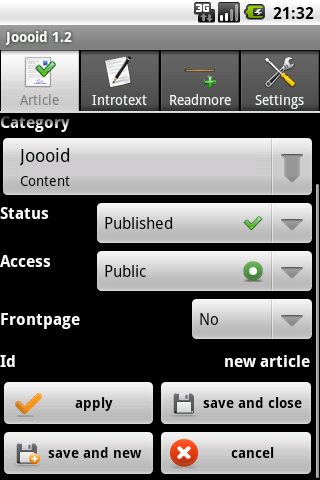 3G 21:32
Joooid 1.2
Article Introtext Readmore Settings
Category
Joooid
Content
Status Published
Access Public
Frontpage No
Id new article
apply save and close
save and new cancel